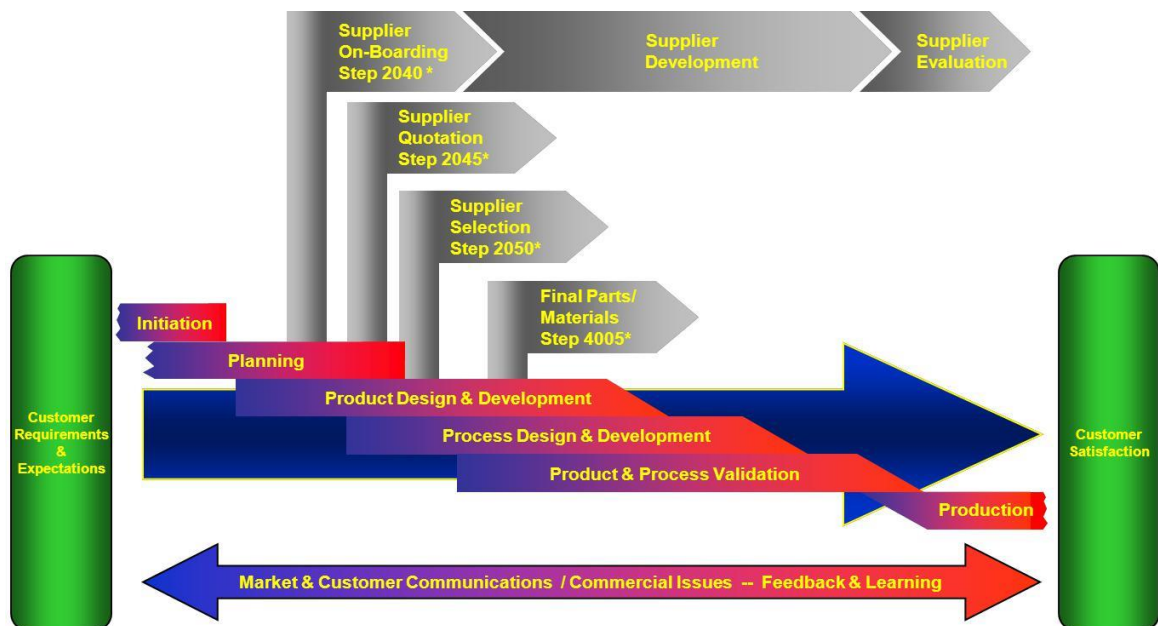 Supplier
On-Boarding
Step 2040 *
Supplier
Development
Supplier
Evaluation
Supplier
Quotation
Step 2045*
Supplier
Selection
Step 2050*
Final Parts/
Materials
Step 4005*
Initiation
Planning
Product Design & Development
Process Design & Development
Product & Process Validation
Production
Customer
Requirements
&
Expectations
Customer
Satisfaction
Market & Customer Communications / Commercial Issues -- Feedback & Learning